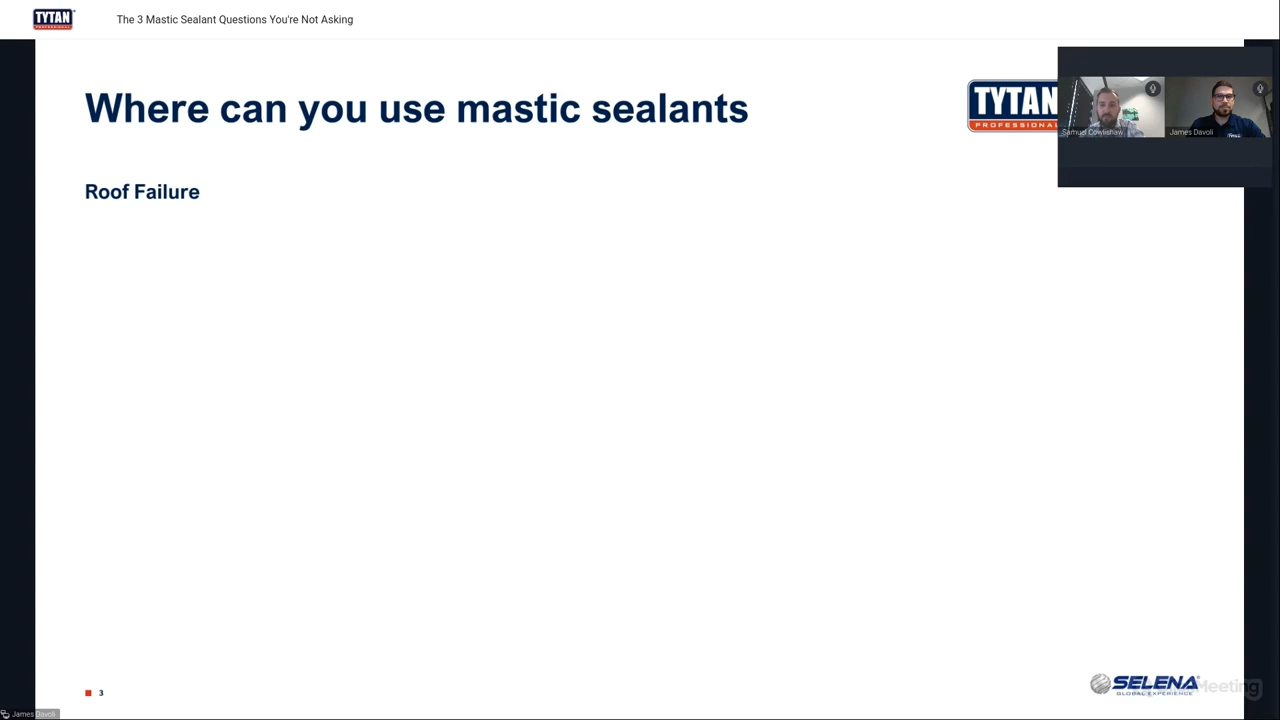 TYTAN
PROFESSIONAL
The 3 Mastic Sealant Questions You're Not Asking
Where can you use mastic sealants
TYTAN
PROFESSIONAL
Samuel Cowlishaw
James Davoli
Roof Failure
3
SELENA
GLOBAL EXPERIENCE
Meeting
James Davoli